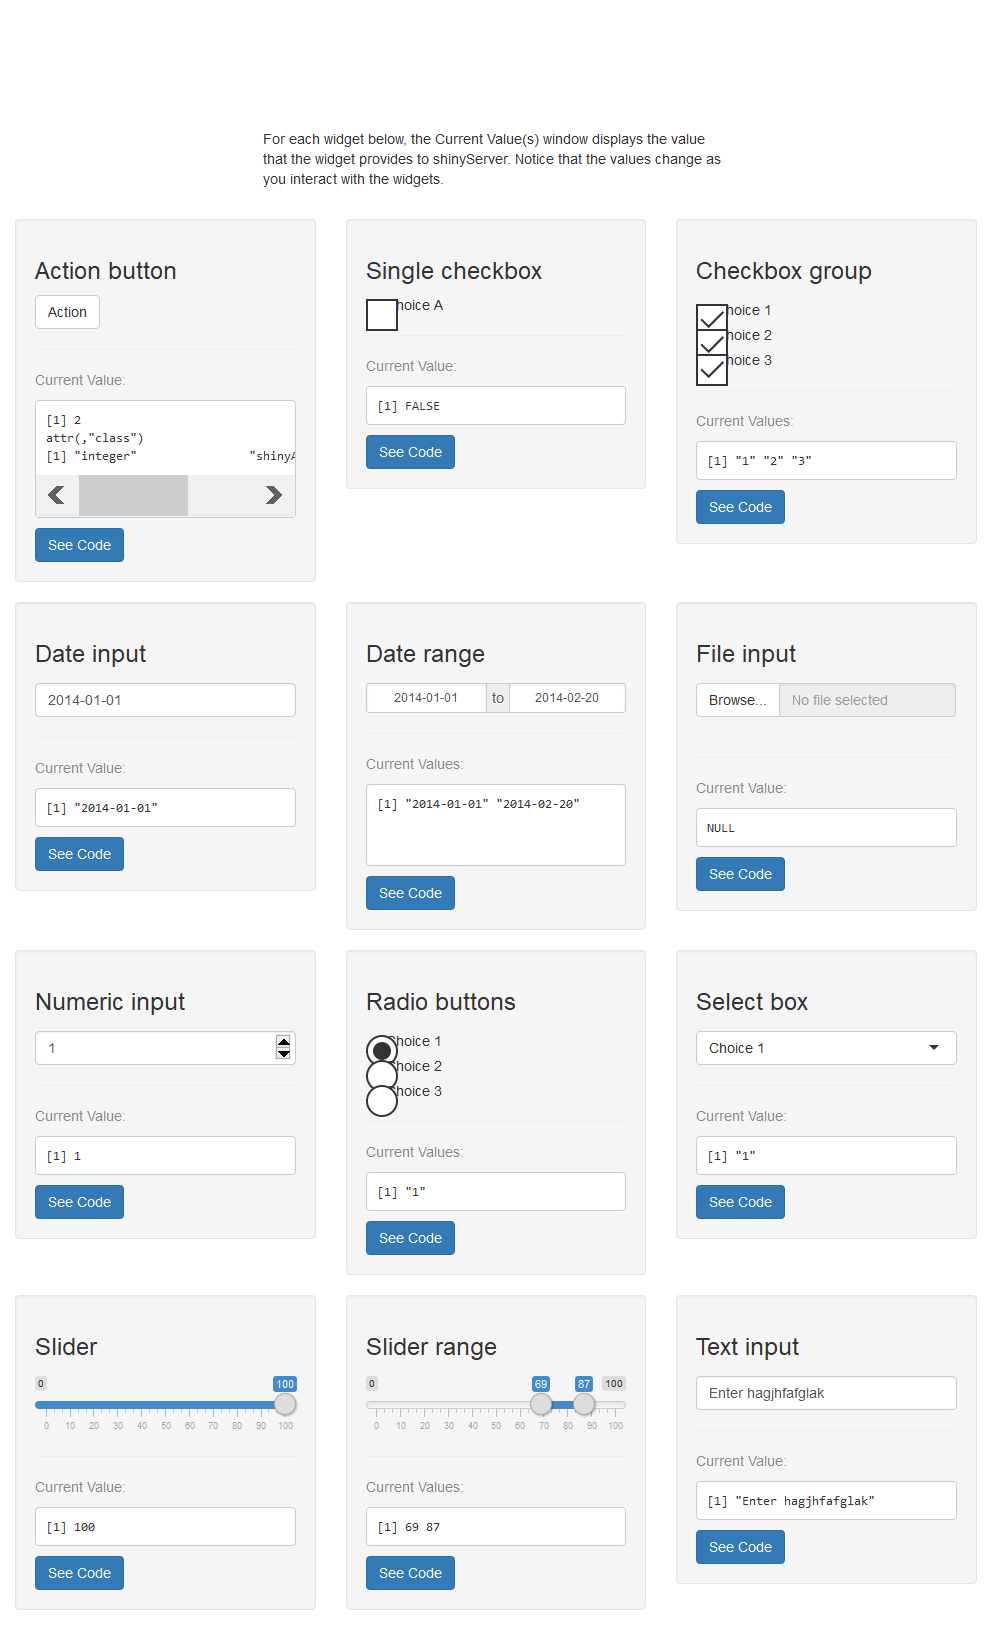 For each widget below, the Current Value(s) window displays the value
that the widget provides to shinyServer. Notice that the values change as
you interact with the widgets.
Action button
Action
Current Value:
[1] 2
attr(,"class")
[1] "integer" "shinyA
See Code
Single checkbox
hoice A
Current Value:
[1] FALSE
See Code
Checkbox group
hoice 1
hoice 2
hoice 3
Current Values:
[1] "1" "2" "3"
See Code
Date input
2014-01-01
Current Value:
[1] "2014-01-01"
See Code
Date range
2014-01-01 to 2014-02-20
Current Values:
[1] "2014-01-01" "2014-02-20"
See Code
File input
Browse... No file selected
Current Value:
NULL
See Code
Numeric input
1
Current Value:
[1] 1
See Code
Radio buttons
Choice 1
hoice 2
hoice 3
Current Values:
[1] "1"
See Code
Select box
Choice 1
Current Value:
[1] "1"
See Code
Slider
0 100
0 10 20 30 40 50 60 70 80 90 100
Current Value:
[1] 100
See Code
Slider range
0 69 87 100
0 10 20 30 40 50 60 70 80 90 100
Current Values:
[1] 69 87
See Code
Text input
Enter hagjhfafglak
Current Value:
[1] "Enter hagjhfafglak"
See Code